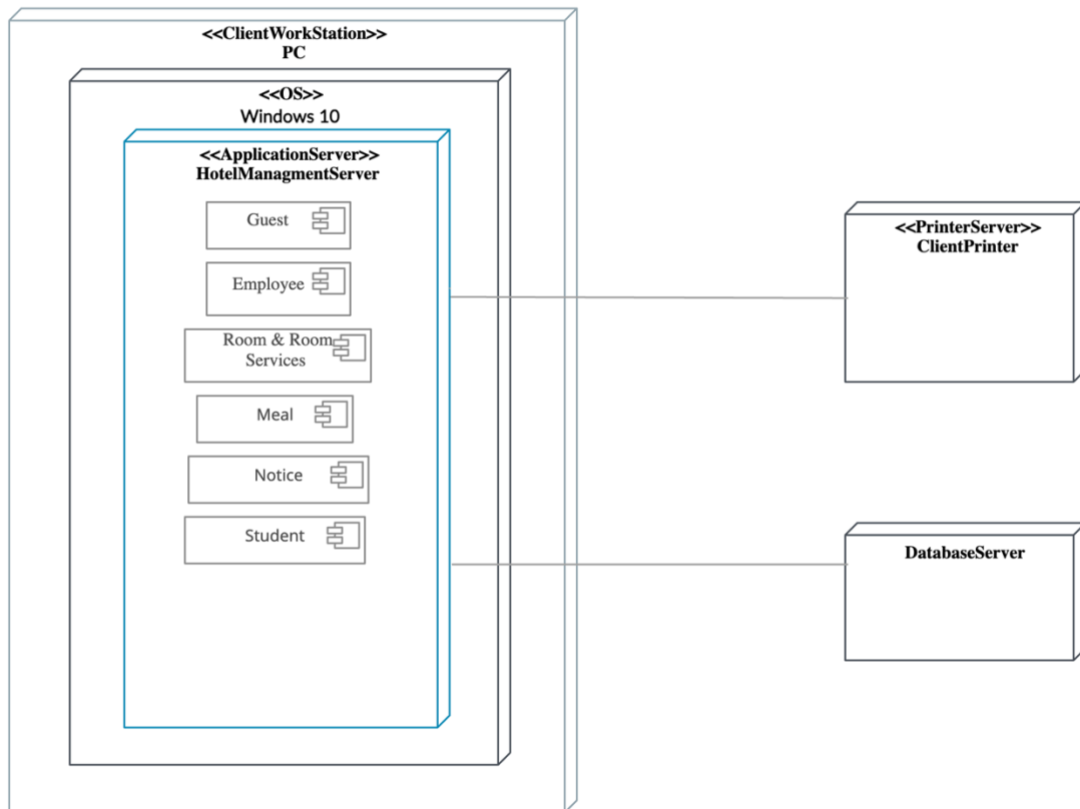 <<ClientWorkStation>>
PC
<<OS>>
Windows 10
<<ApplicationServer>>
HotelManagmentServer
Guest
Employee
Room & Room
Services
Meal
Notice
Student
<<PrinterServer>>
ClientPrinter
DatabaseServer